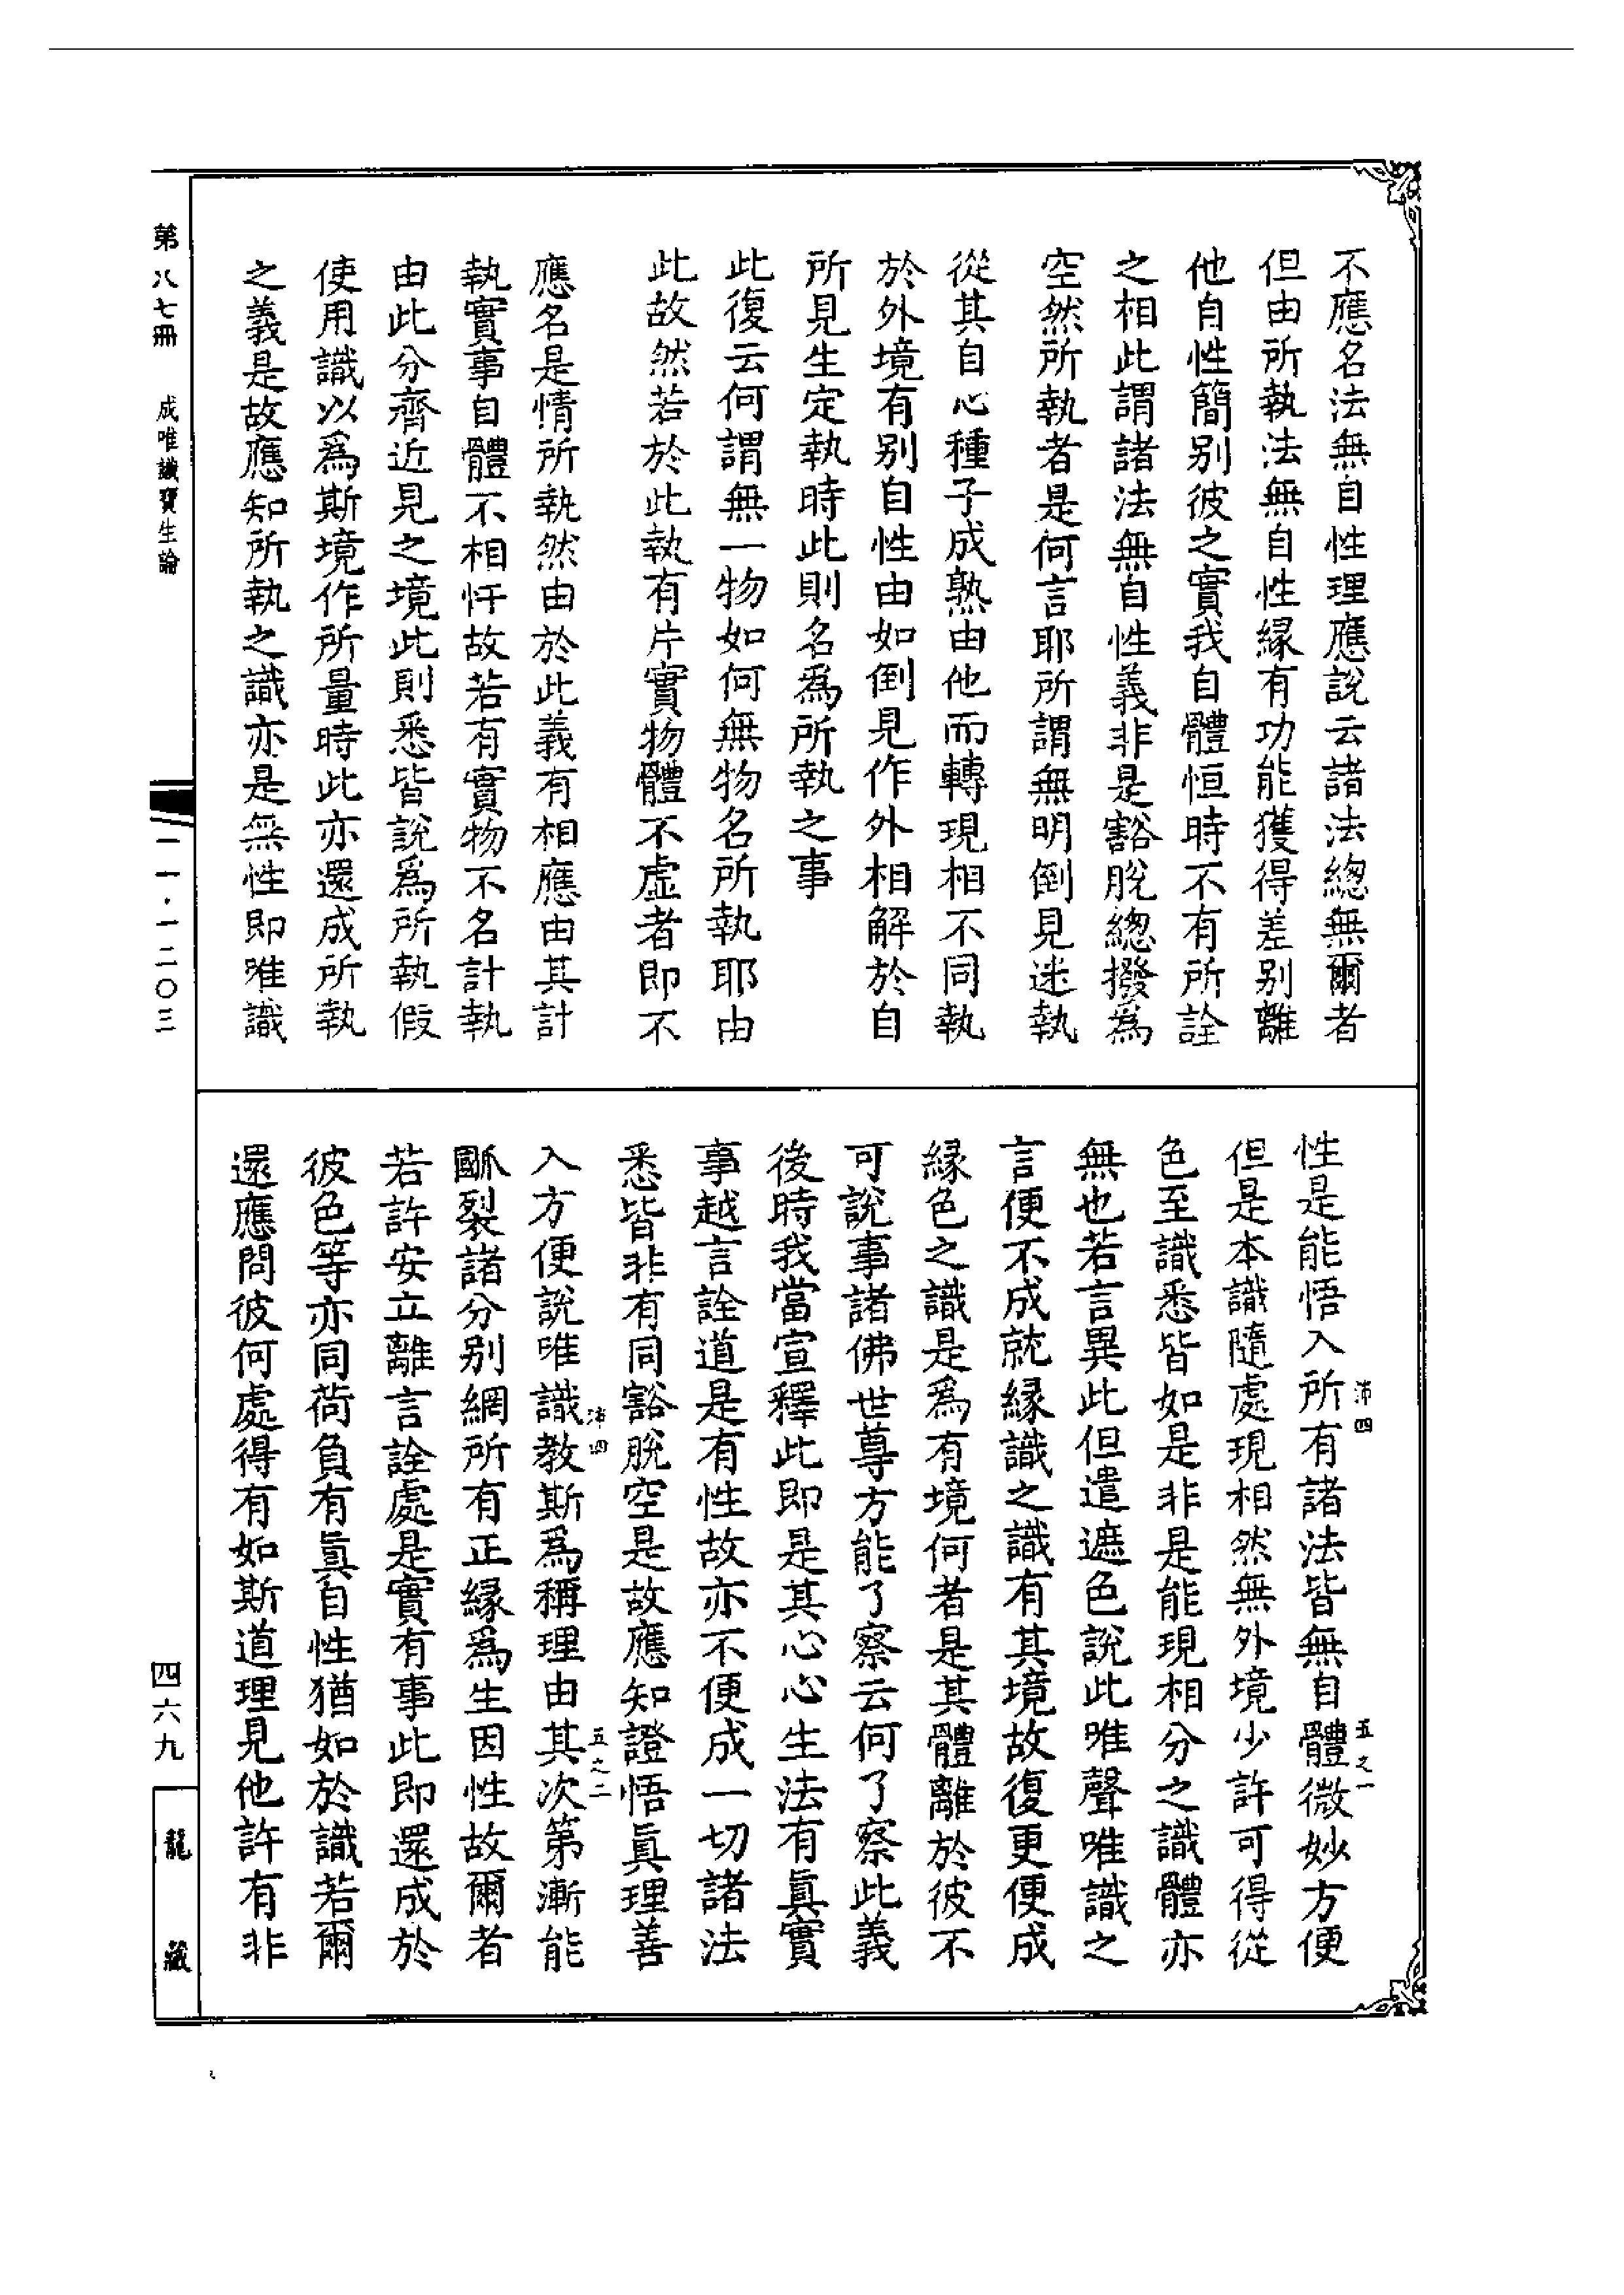 不應名法無自性理應說云諸法總無爾者
但由所執法無自性緣有功能獲得差别離
他自性簡别彼之實我自體恒時不有所詮
之相此謂諸法無自性義非是豁脫總撥爲
空然所執者是何言耶所謂無明倒見迷執
從其自心種子成熟由他而轉現相不同執
於外境有别自性由如倒見作外相解於自
所見生定執時此則名爲所執之事
此復云何謂無一物如何無物名所執耶由
此故然若於此執有片實物體不虛者即不
應名是情所執然由於此義有相應由其計
執實事自體不相忓故若有實物不名計執
由此分齊近見之境此則悉皆說爲所執假
使用識以爲斯境作所量時此亦還成所執
之義是故應知所執之識亦是無性即唯識
性是能悟入所有諸法皆無自體微妙方便
沛四
五之一
但是本識隨處現相然無外境少許可得從
色至識悉皆如是非是能現相分之識體亦
無也若言異此但遣遮色說此唯聲唯識之
言便不成就緣識之識有其境故復更便成
緣色之識是爲有境何者是其體離於彼不
可說事諸佛世尊方能了察云何了察此義
後時我當宣釋此即是其心心生法有眞實
事越言詮道是有性故亦不便成一切諸法
悉皆非有同豁脫空是故應知證悟眞理善
沛四
五之二
入方便說唯識教斯爲稱理由其次第漸能
斸裂諸分别網所有正緣爲生因性故爾者
若許安立離言詮處是實有事此即還成於
彼色等亦同荷負有眞自性猶如於識若爾
還應問彼何處得有如斯道理見他許有非
第八七冊
成唯識寶生論
一一·一二〇三
四六九
龍藏